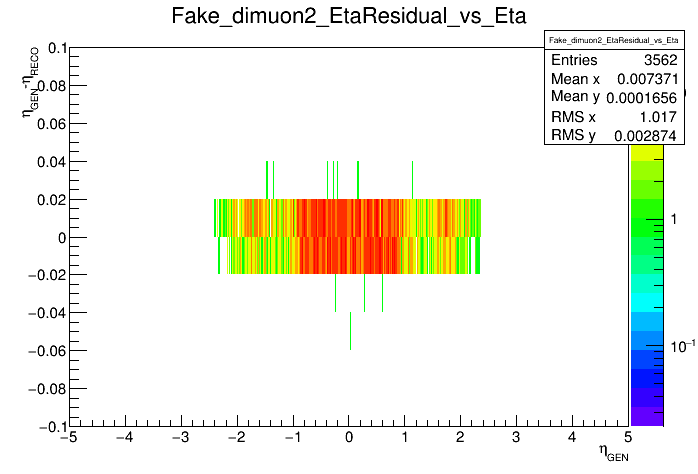 Fake_dimuon2_EtaResidual_vs_Eta
Fake_dimuon2_EtaResidual_vs_Eta
Entries 3562
Mean x 0.007371
Mean y 0.0001656
RMS x 1.017
RMS y 0.002874
ηGEN-ηRECO
0.1
0.08
0.06
0.04
0.02
0
−0.02
−0.04
−0.06
−0.08
−0.1
−5 −4 −3 −2 −1 0 1 2 3 4 5
ηGEN
1
10−1